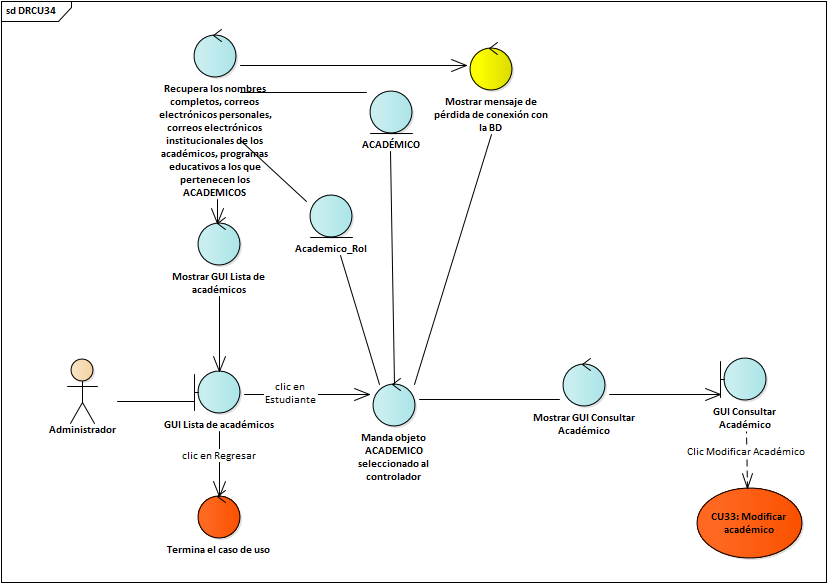 sd DRCU34
Recupera los nombres
completos, correos
electrónicos personales,
correos electrónicos
institucionales de los
académicos, programas
educativos a los que
pertenecen los
ACADEMICOS
Mostrar mensaje de
pérdida de conexión con
la BD
ACADÉMICO
Academico_Rol
Mostrar GUI Lista de
académicos
Administrador
GUI Lista de académicos
clic en
Estudiante
clic en Regresar
Termina el caso de uso
Manda objeto
ACADEMICO
seleccionado al
controlador
Mostrar GUI Consultar
Académico
GUI Consultar
Académico
Clic Modificar Académico
CU33: Modificar
académico